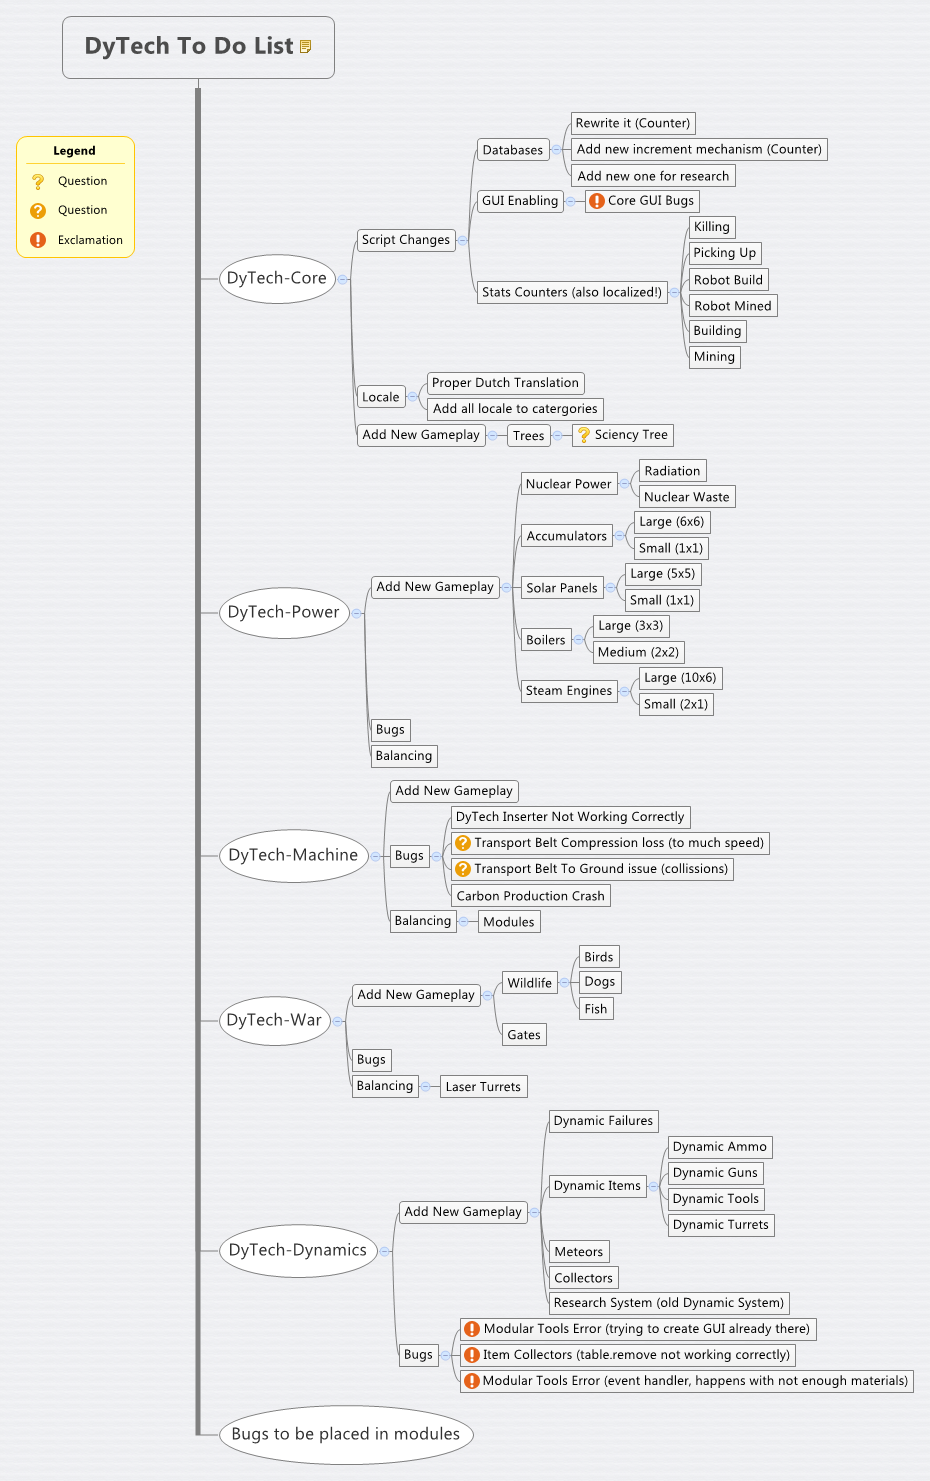 DyTech To Do List
Legend
Question
Question
Exclamation
DyTech-Core
Script Changes
Databases
Rewrite it (Counter)
Add new increment mechanism (Counter)
Add new one for research
GUI Enabling
Core GUI Bugs
Stats Counters (also localized!)
Killing
Picking Up
Robot Build
Robot Mined
Building
Mining
Locale
Proper Dutch Translation
Add all locale to catergories
Add New Gameplay
Trees
Sciency Tree
DyTech-Power
Add New Gameplay
Nuclear Power
Radiation
Nuclear Waste
Accumulators
Large (6x6)
Small (1x1)
Solar Panels
Large (5x5)
Small (1x1)
Boilers
Large (3x3)
Medium (2x2)
Steam Engines
Large (10x6)
Small (2x1)
Bugs
Balancing
DyTech-Machine
Add New Gameplay
Bugs
DyTech Inserter Not Working Correctly
Transport Belt Compression loss (to much speed)
Transport Belt To Ground issue (collissions)
Carbon Production Crash
Balancing
Modules
DyTech-War
Add New Gameplay
Wildlife
Birds
Dogs
Fish
Gates
Bugs
Balancing
Laser Turrets
DyTech-Dynamics
Add New Gameplay
Dynamic Failures
Dynamic Items
Dynamic Ammo
Dynamic Guns
Dynamic Tools
Dynamic Turrets
Meteors
Collectors
Research System (old Dynamic System)
Bugs
Modular Tools Error (trying to create GUI already there)
Item Collectors (table.remove not working correctly)
Modular Tools Error (event handler, happens with not enough materials)
Bugs to be placed in modules